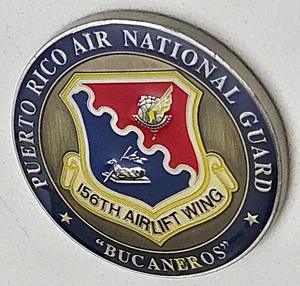 PUERTO RICO AIR NATIONAL GUARD
156TH AIRLIFT WING
"BUCANEROS"